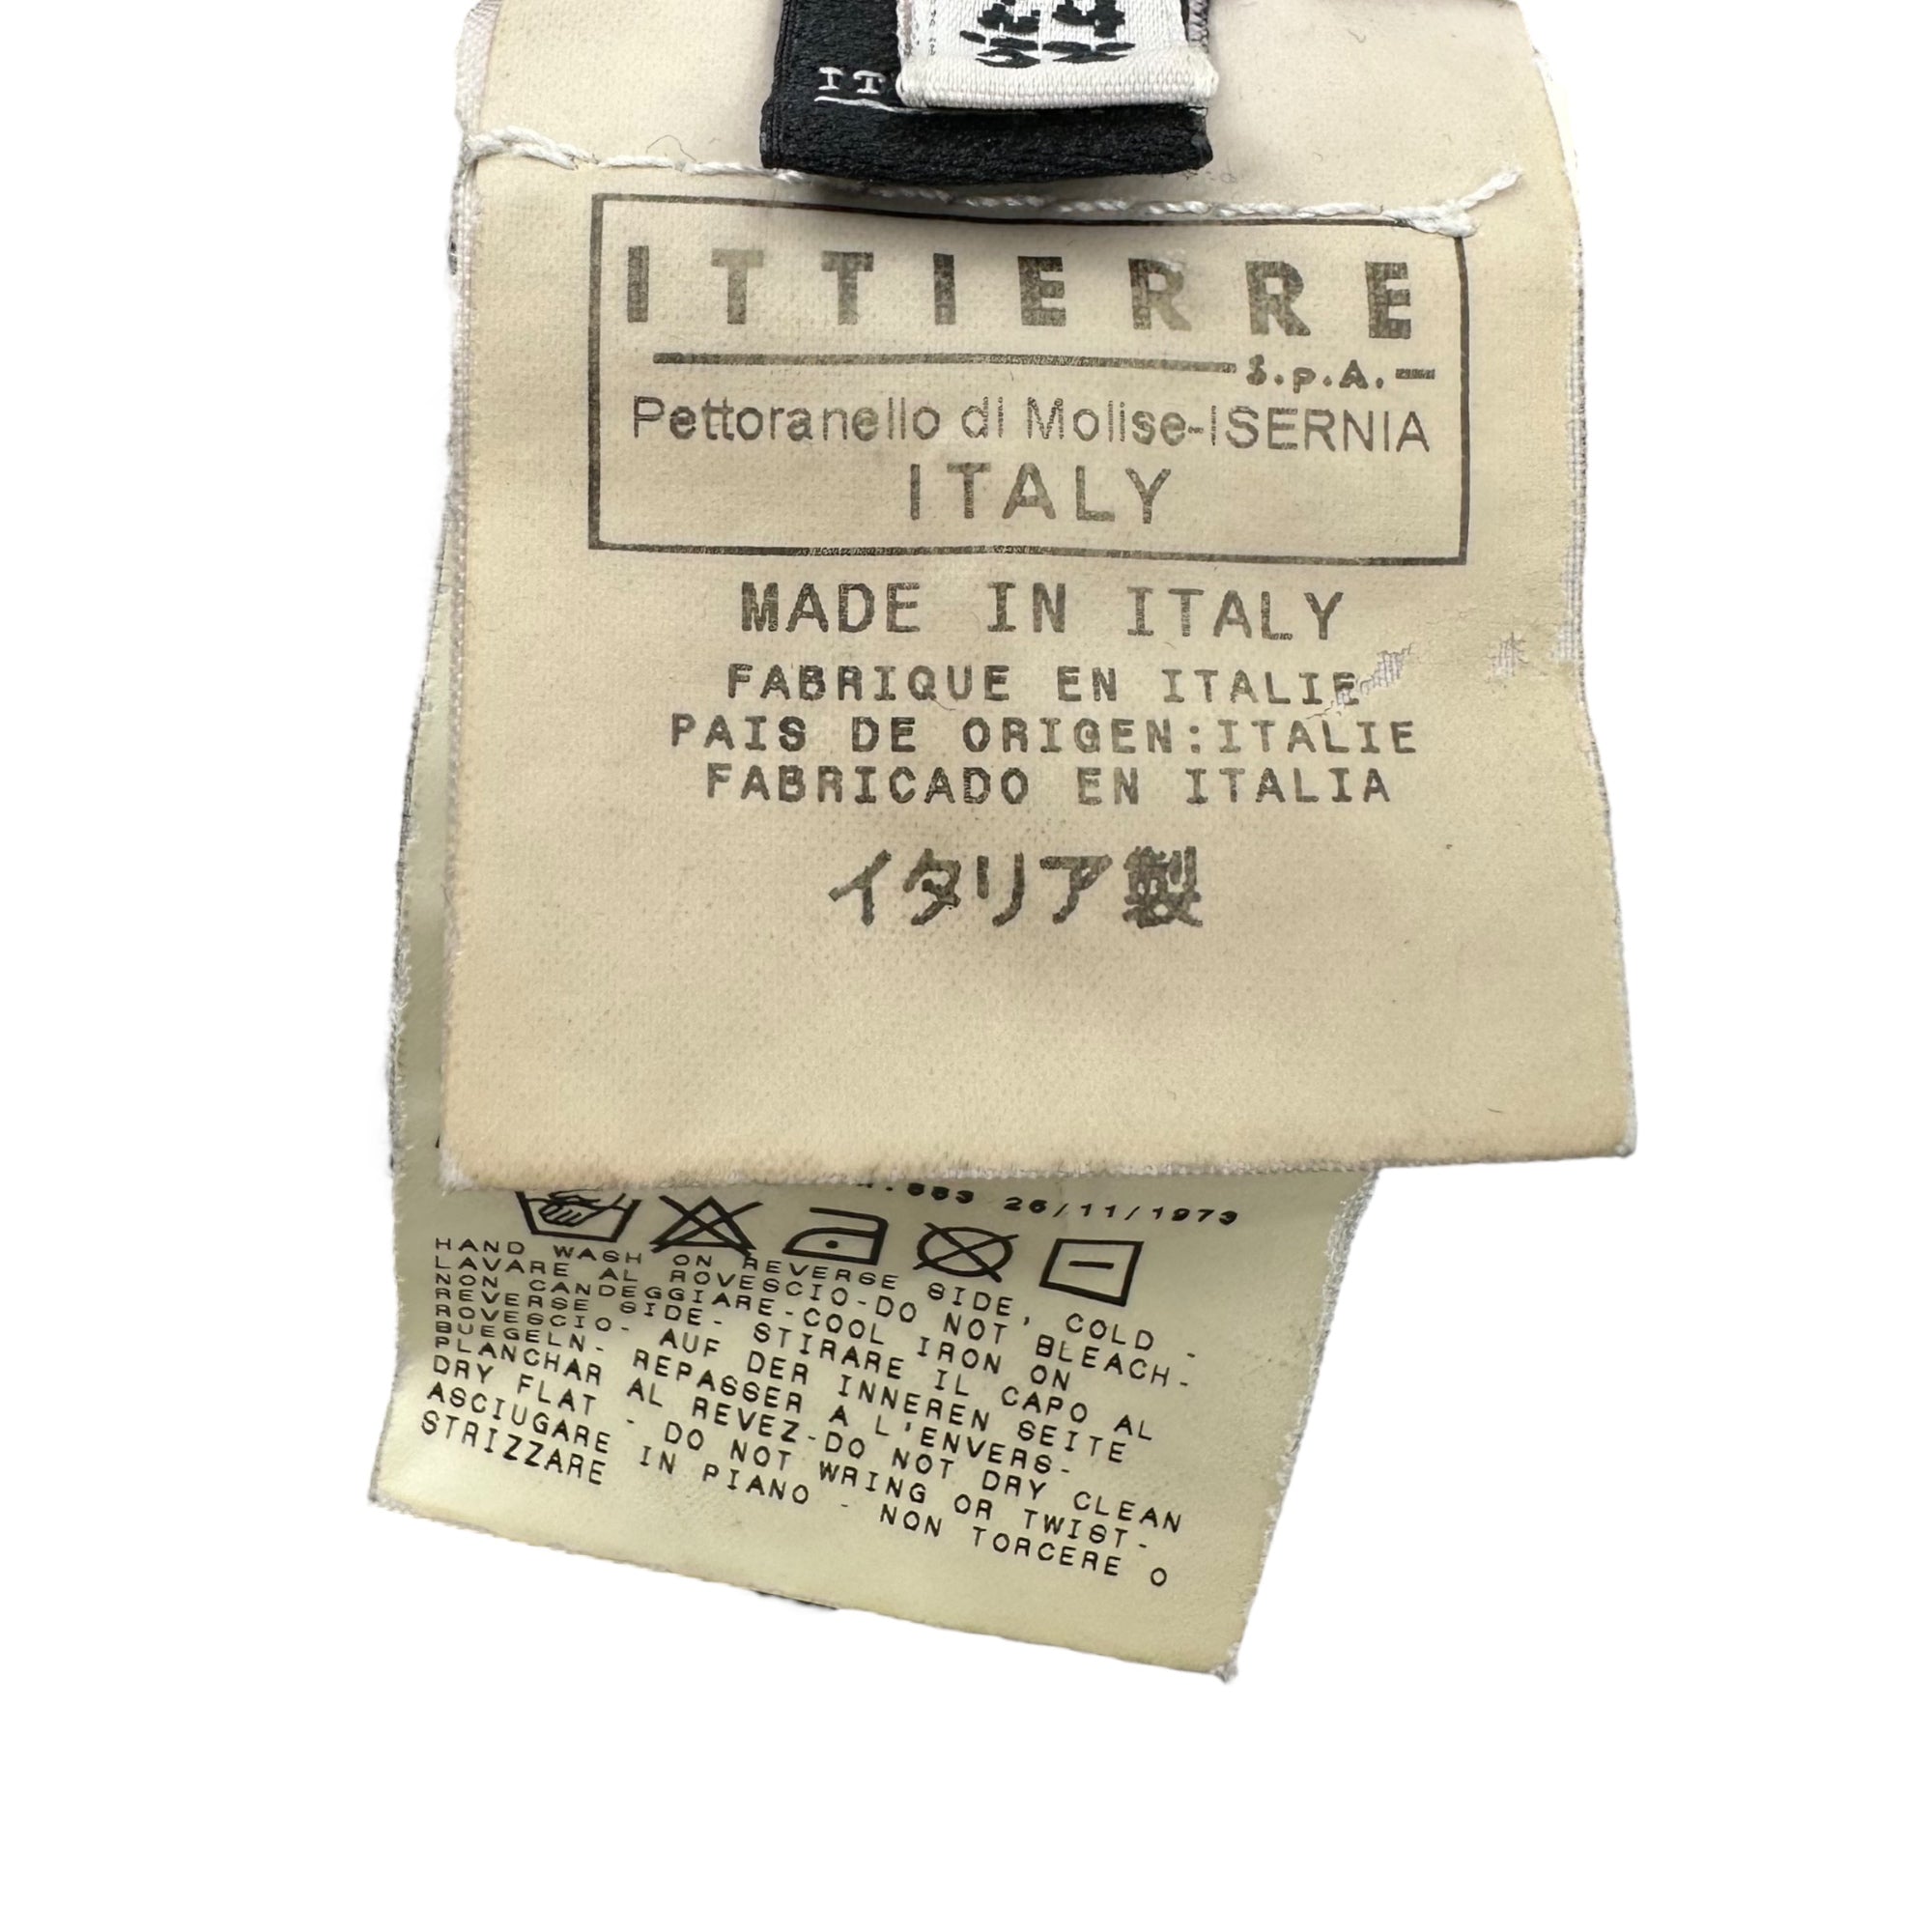 24
IT
ITTIERRE
S.p.A.
Pettoranello di Molise-ISERNIA
ITALY
MADE IN ITALY
FABRIQUE EN ITALIE
PAIS DE ORIGEN:ITALIE
FABRICADO EN ITALIA
イタリア製
883 26/11/1973
HAND WASH ON REVERSE SIDE, COLD -
LAVARE AL ROVESCIO-DO NOT BLEACH-
NON CANDEGGIARE-COOL IRON ON
REVERSE SIDE- STIRARE IL CAPO AL
ROVESCIO- AUF DER INNEREN SEITE
BUEGELN- REPASSER A L'ENVERS-
PLANCHAR AL REVEZ-DO NOT DRY CLEAN
DRY FLAT - DO NOT WRING OR TWIST-
ASCIUGARE IN PIANO - NON TORCERE O
STRIZZARE